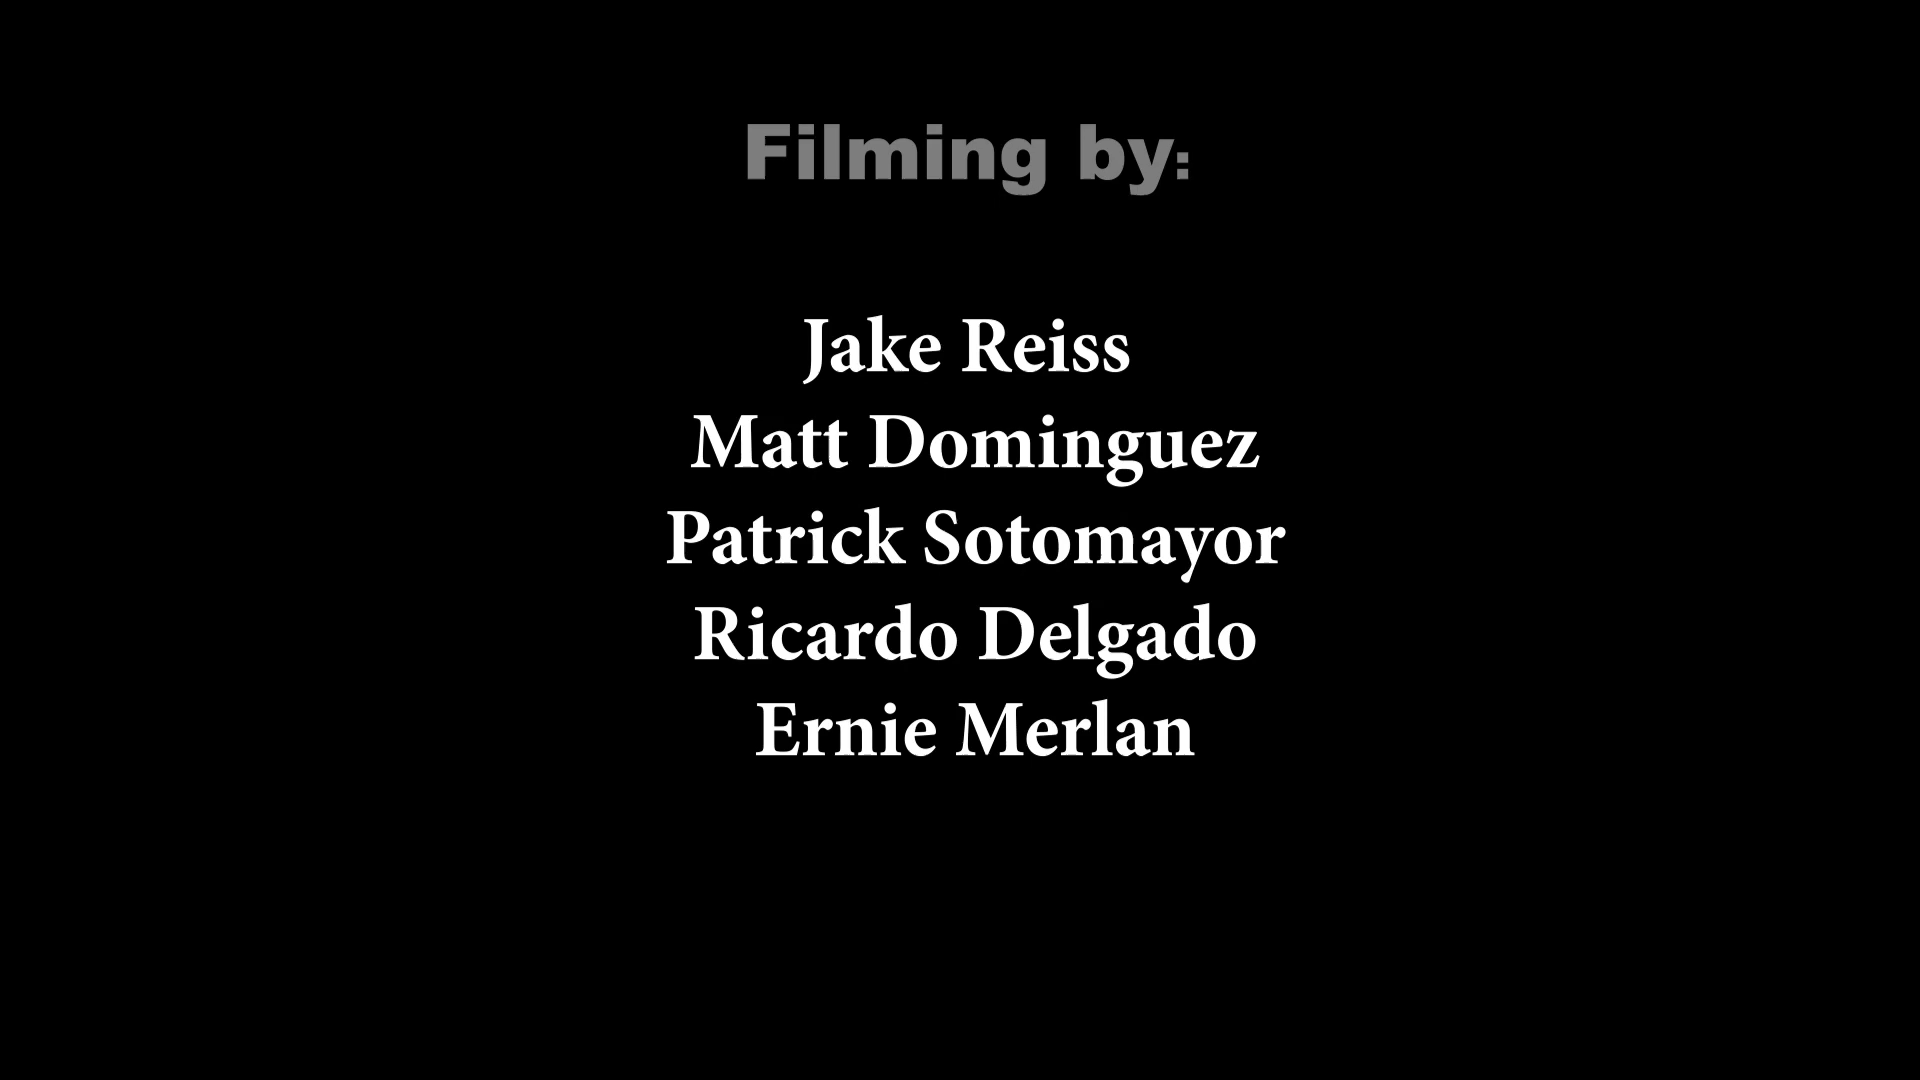 Filming by:
Jake Reiss
Matt Dominguez
Patrick Sotomayor
Ricardo Delgado
Ernie Merlan